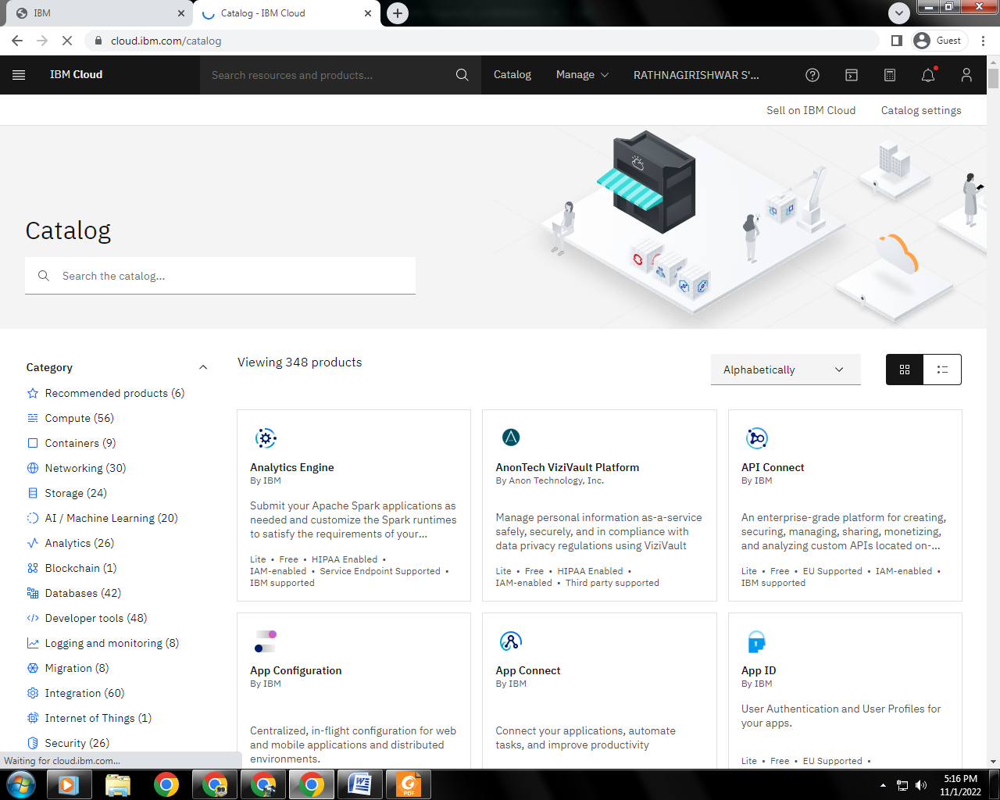 IBM
Catalog - IBM Cloud
cloud.ibm.com/catalog
Guest
IBM Cloud
Search resources and products...
Catalog
Manage
RATHNAGIRISHWAR S'...
Sell on IBM Cloud
Catalog settings
Catalog
Search the catalog...
Category
Recommended products (6)
Compute (56)
Containers (9)
Networking (30)
Storage (24)
AI / Machine Learning (20)
Analytics (26)
Blockchain (1)
Databases (42)
Developer tools (48)
Logging and monitoring (8)
Migration (8)
Integration (60)
Internet of Things (1)
Security (26)
Viewing 348 products
Alphabetically
Analytics Engine
By IBM
Submit your Apache Spark applications as
needed and customize the Spark runtimes
to satisfy the requirements of your...
Lite • Free • HIPAA Enabled •
IAM-enabled • Service Endpoint Supported •
IBM supported
AnonTech ViziVault Platform
By Anon Technology, Inc.
Manage personal information as-a-service
safely, securely, and in compliance with
data privacy regulations using ViziVault
Lite • Free • HIPAA Enabled •
IAM-enabled • Third party supported
API Connect
By IBM
An enterprise-grade platform for creating,
securing, managing, sharing, monetizing,
and analyzing custom APIs located on-...
Lite • Free • EU Supported • IAM-enabled •
IBM supported
App Configuration
By IBM
Centralized, in-flight configuration for web
and mobile applications and distributed
environments.
App Connect
By IBM
Connect your applications, automate
tasks, and improve productivity
App ID
By IBM
User Authentication and User Profiles for
your apps.
Lite • Free • EU Supported •
Waiting for cloud.ibm.com...
99
PDF
5:16 PM
11/1/2022